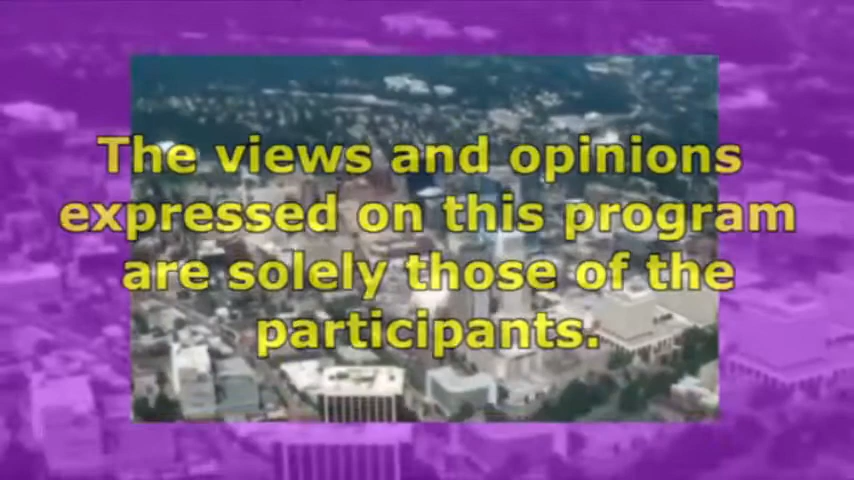 The views and opinions
expressed on this program
are solely those of the
participants.